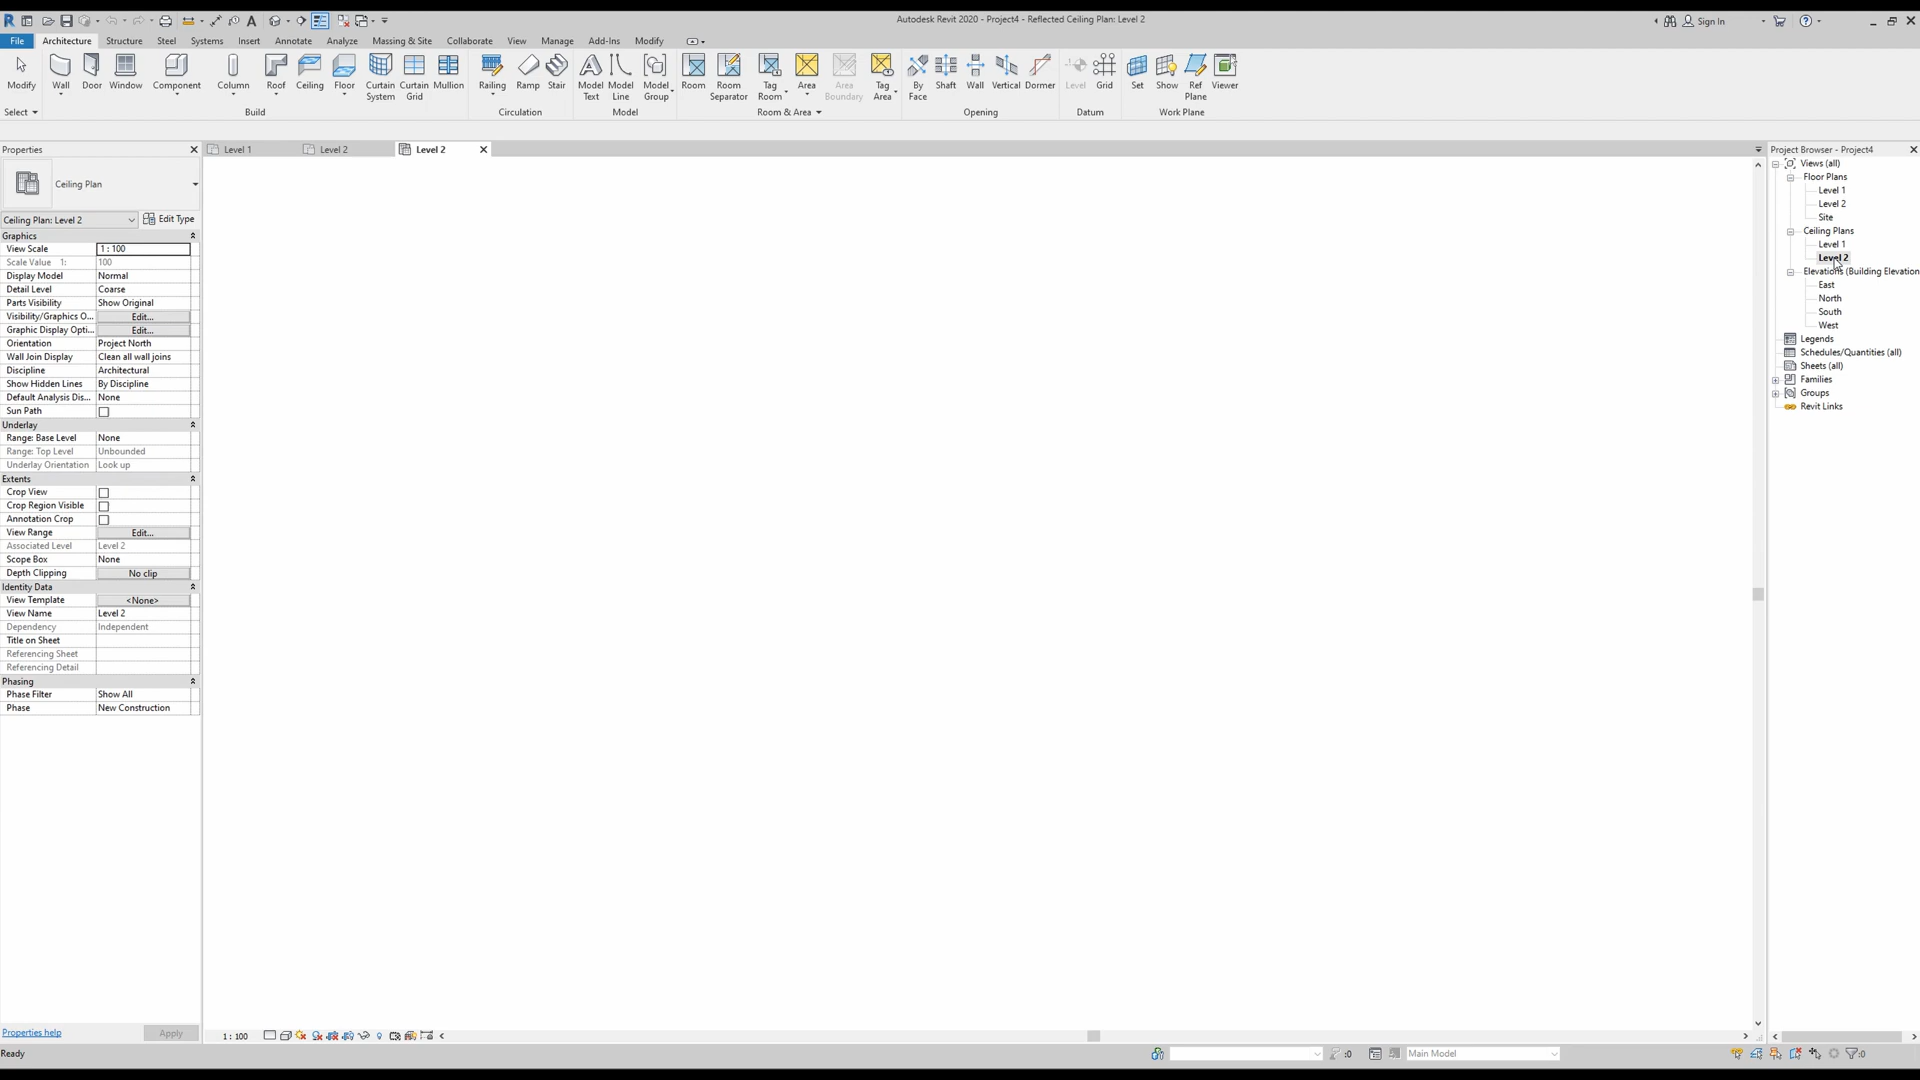 Autodesk Revit 2020 - Project4 - Reflected Ceiling Plan: Level 2
Sign In
File Architecture Structure Steel Systems Insert Annotate Analyze Massing & Site Collaborate View Manage Add-Ins Modify
Modify Wall Door Window Component Column Roof Ceiling Floor Curtain System Curtain Grid Mullion Railing Ramp Stair Model Text Model Line Model Group Room Room Separator Tag Room Area Area Boundary Tag Area By Face Shaft Wall Vertical Dormer Level Grid Set Show Ref Plane Viewer
Select Build Circulation Model Room & Area Opening Datum Work Plane
Properties
Level 1 Level 2 Level 2
Ceiling Plan
Ceiling Plan: Level 2 Edit Type
Graphics
View Scale 1 : 100
Scale Value 1: 100
Display Model Normal
Detail Level Coarse
Parts Visibility Show Original
Visibility/Graphics O... Edit...
Graphic Display Opti... Edit...
Orientation Project North
Wall Join Display Clean all wall joins
Discipline Architectural
Show Hidden Lines By Discipline
Default Analysis Dis... None
Sun Path
Underlay
Range: Base Level None
Range: Top Level Unbounded
Underlay Orientation Look up
Extents
Crop View
Crop Region Visible
Annotation Crop
View Range Edit...
Associated Level Level 2
Scope Box None
Depth Clipping No clip
Identity Data
View Template <None>
View Name Level 2
Dependency Independent
Title on Sheet
Referencing Sheet
Referencing Detail
Phasing
Phase Filter Show All
Phase New Construction
Properties help Apply
Project Browser - Project4
Views (all)
Floor Plans
Level 1
Level 2
Site
Ceiling Plans
Level 1
Level 2
Elevations (Building Elevation
East
North
South
West
Legends
Schedules/Quantities (all)
Sheets (all)
Families
Groups
Revit Links
1 : 100
Ready :0 Main Model :0